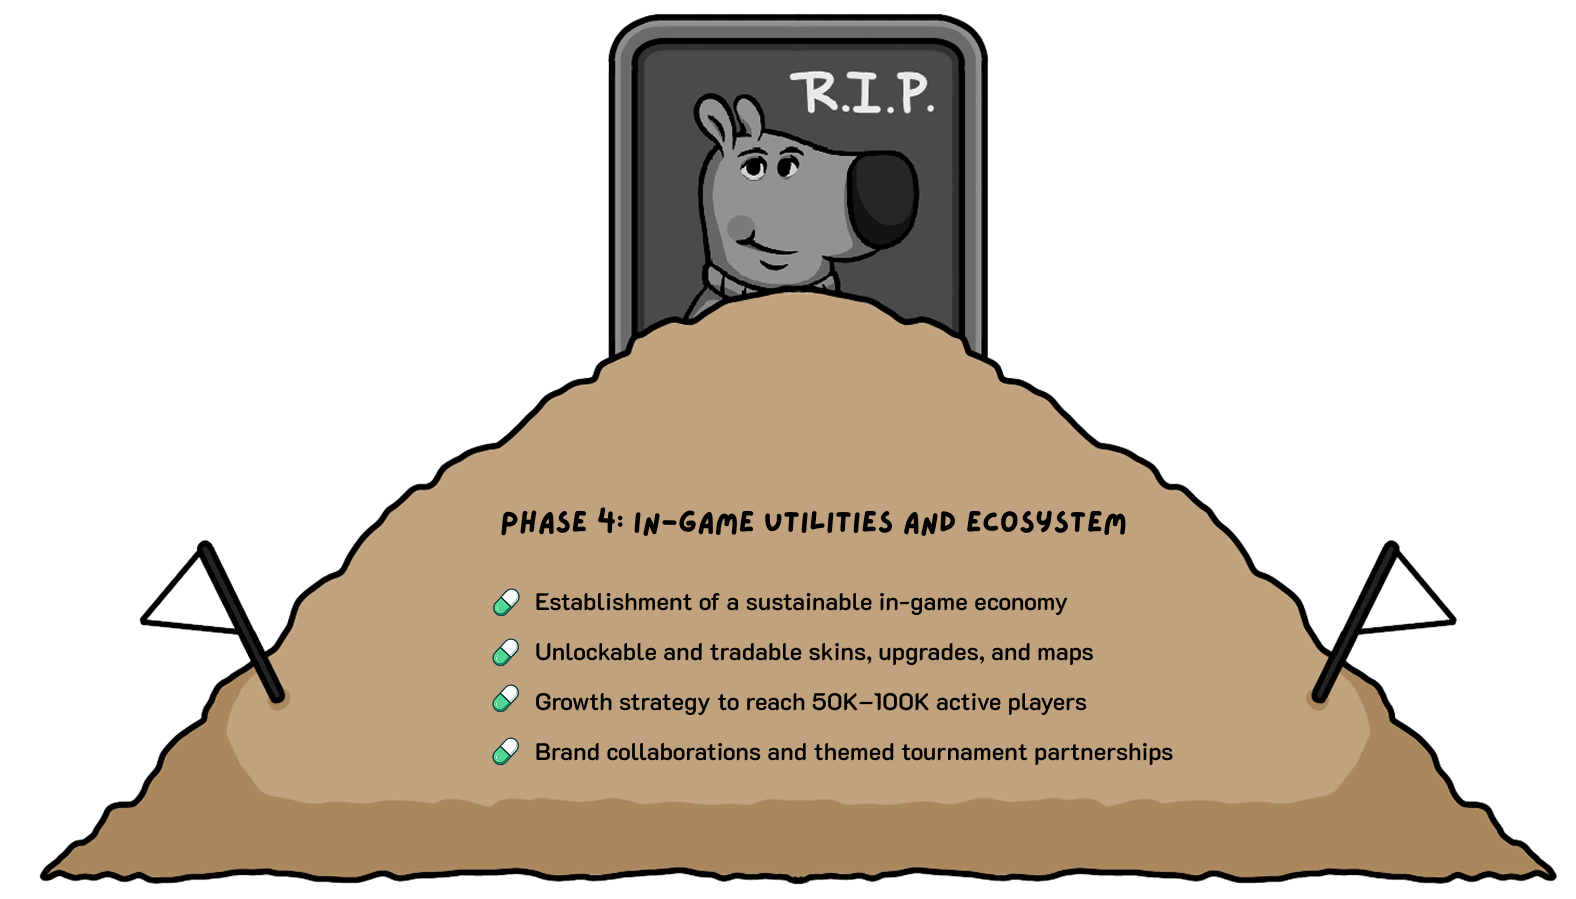 R.I.P.
PHASE 4: IN-GAME UTILITIES AND ECOSYSTEM
Establishment of a sustainable in-game economy
Unlockable and tradable skins, upgrades, and maps
Growth strategy to reach 50K–100K active players
Brand collaborations and themed tournament partnerships